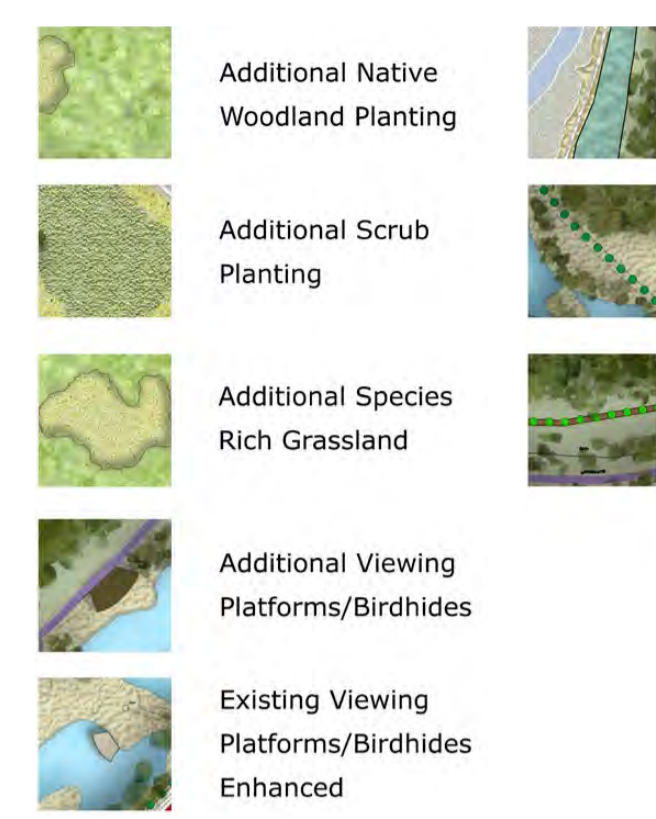 Additional Native
Woodland Planting
Additional Scrub
Planting
Additional Species
Rich Grassland
Additional Viewing
Platforms/Birdhides
Existing Viewing
Platforms/Birdhides
Enhanced